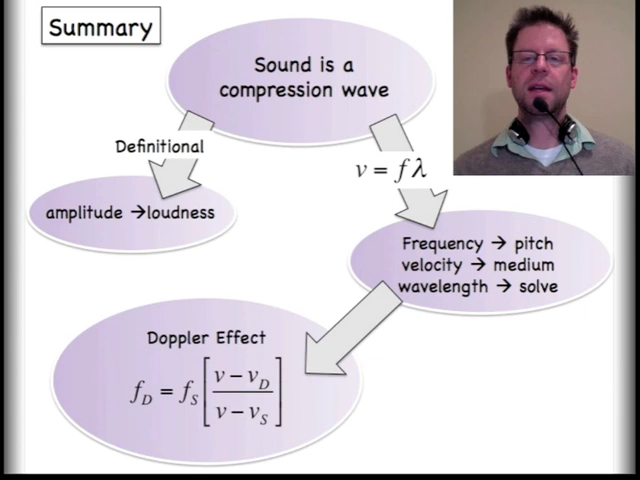 Summary
Sound is a
compression wave
Definitional
v = f λ
amplitude →loudness
Frequency → pitch
velocity → medium
wavelength → solve
Doppler Effect
f_D = f_S [ (v − v_D) / (v − v_S) ]